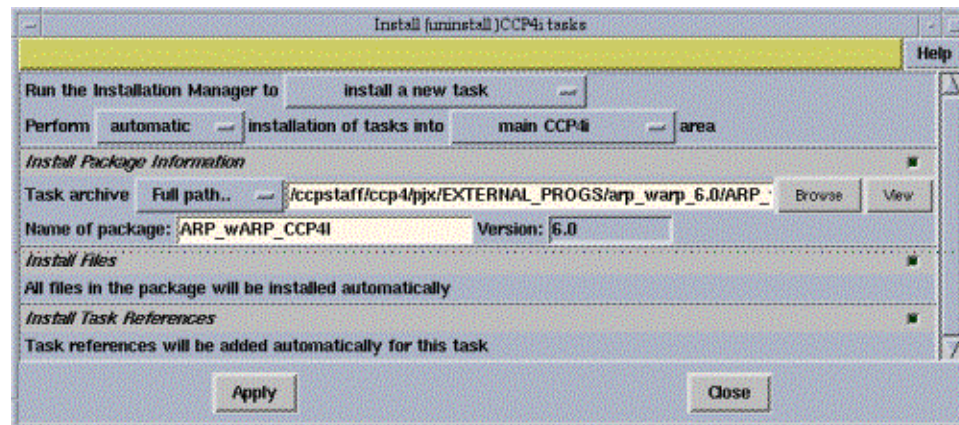 Install (uninstall )CCP4i tasks
Help
Run the Installation Manager to install a new task
Perform automatic installation of tasks into main CCP4i area
Install Package Information
Task archive Full path.. /ccpstaff/ccp4/pjx/EXTERNAL_PROGS/arp_warp_6.0/ARP_ Browse View
Name of package: ARP_wARP_CCP4I Version: 6.0
Install Files
All files in the package will be installed automatically
Install Task References
Task references will be added automatically for this task
Apply Close